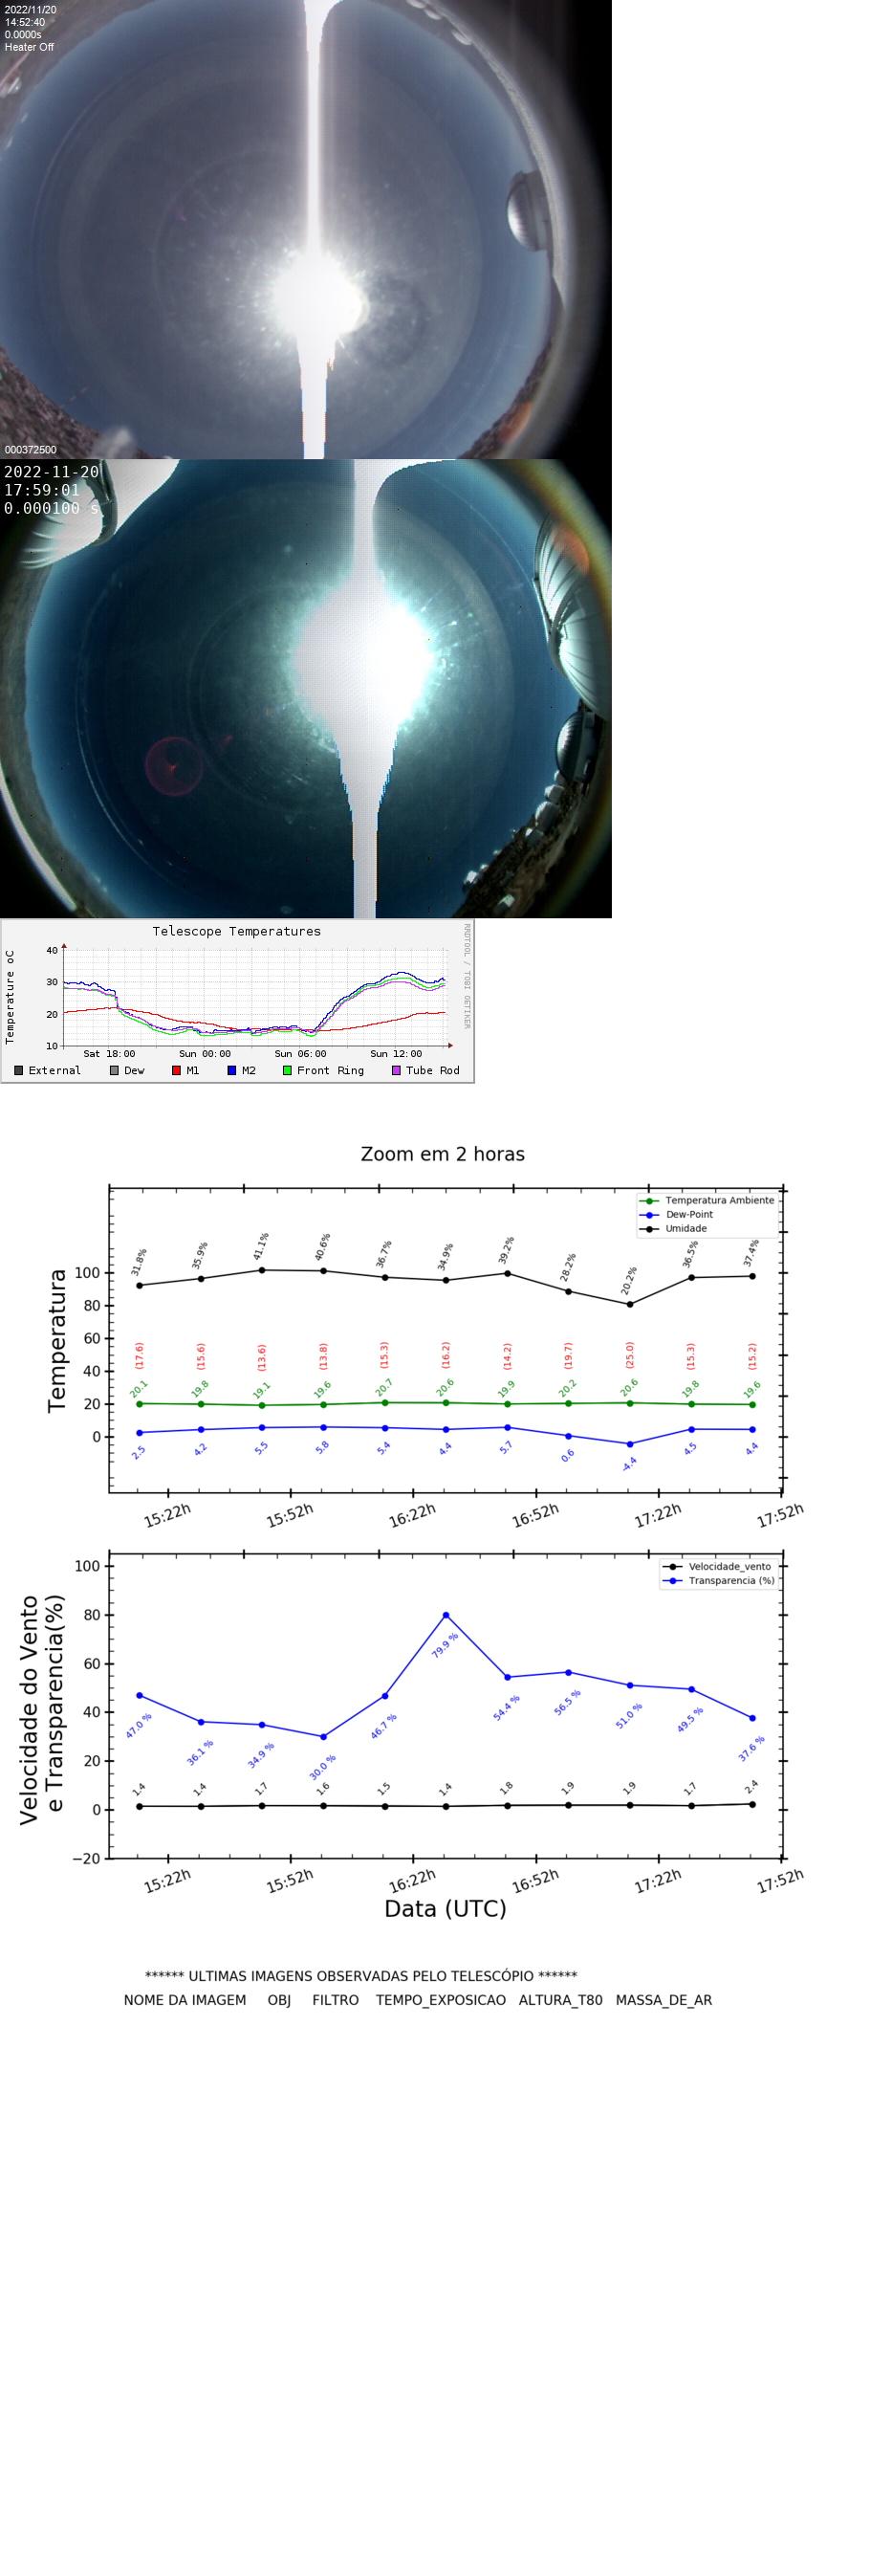 2022/11/20
14:52:40
0.0000s
Heater Off
000372500
2022-11-20
17:59:01
0.000100 s
Telescope Temperatures
RRDTOOL / TOBI OETIKER
Temperature oC
40
30
20
10
Sat 18:00 Sun 00:00 Sun 06:00 Sun 12:00
External Dew M1 M2 Front Ring Tube Rod
Zoom em 2 horas
Temperatura Ambiente
Dew-Point
Umidade
Temperatura
31.8% 35.9% 41.1% 40.6% 36.7% 34.9% 39.2% 28.2% 20.2% 36.5% 37.4%
100
80
60
(17.6) (15.6) (13.6) (13.8) (15.3) (16.2) (14.2) (19.7) (25.0) (15.3) (15.2)
40
20.1 19.8 19.1 19.6 20.7 20.6 19.9 20.2 20.6 19.8 19.6
20
0
2.5 4.2 5.5 5.8 5.4 4.4 5.7 0.6 -4.4 4.5 4.4
15:22h 15:52h 16:22h 16:52h 17:22h 17:52h
Velocidade_vento
Transparencia (%)
Velocidade do Vento
e Transparencia(%)
100
80
60
40
20
0
−20
47.0 % 36.1 % 34.9 % 30.0 % 46.7 % 79.9 % 54.4 % 56.5 % 51.0 % 49.5 % 37.6 %
1.4 1.4 1.7 1.6 1.5 1.4 1.8 1.9 1.9 1.7 2.4
15:22h 15:52h 16:22h 16:52h 17:22h 17:52h
Data (UTC)
****** ULTIMAS IMAGENS OBSERVADAS PELO TELESCÓPIO ******
NOME DA IMAGEM OBJ FILTRO TEMPO_EXPOSICAO ALTURA_T80 MASSA_DE_AR